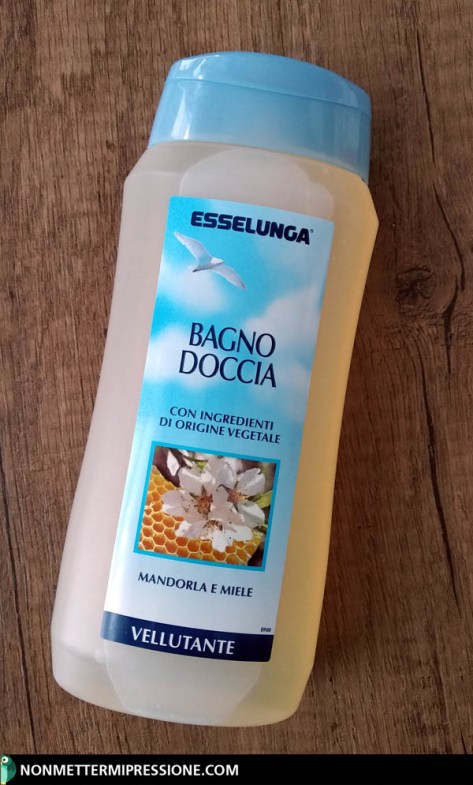 ESSELUNGA®
BAGNO
DOCCIA
CON INGREDIENTI
DI ORIGINE VEGETALE
MANDORLA E MIELE
VELLUTANTE
NONMETTERMIPRESSIONE.COM